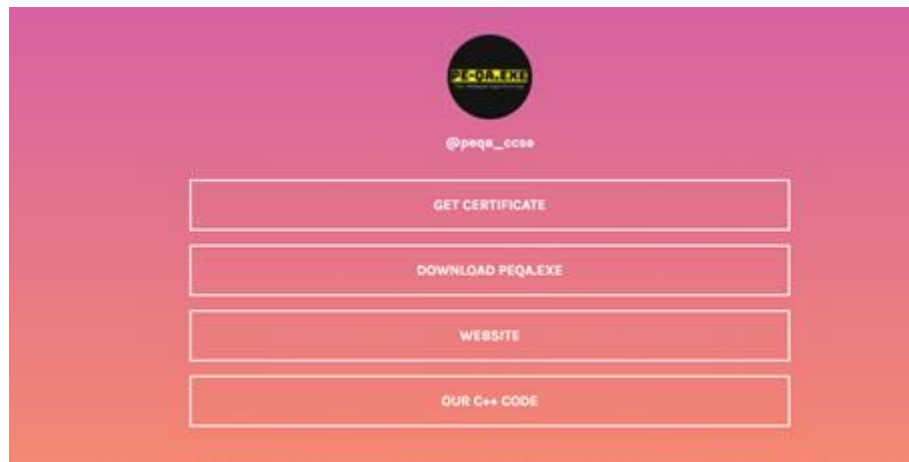 PE-QA.EXE
@peqa_ccse
GET CERTIFICATE
DOWNLOAD PEQA.EXE
WEBSITE
OUR C++ CODE